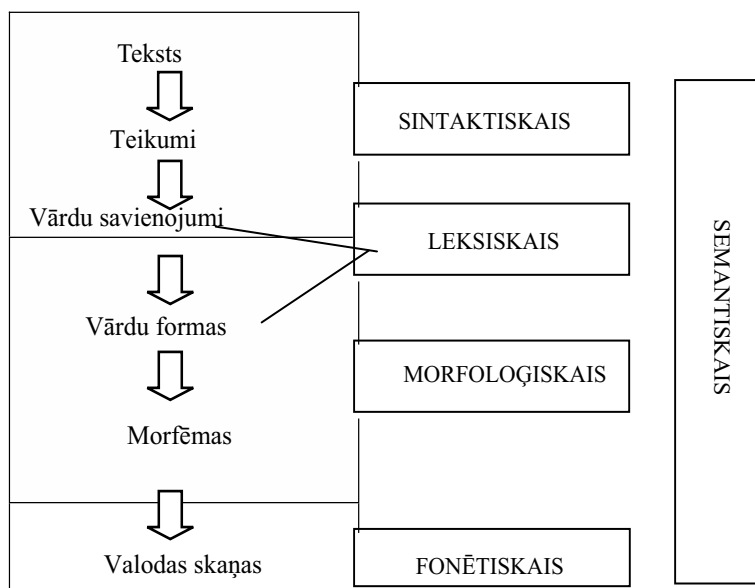 Teksts
SINTAKTISKAIS
Teikumi
Vārdu savienojumi
LEKSISKAIS
Vārdu formas
MORFOLOĢISKAIS
Morfēmas
Valodas skaņas
FONĒTISKAIS
SEMANTISKAIS